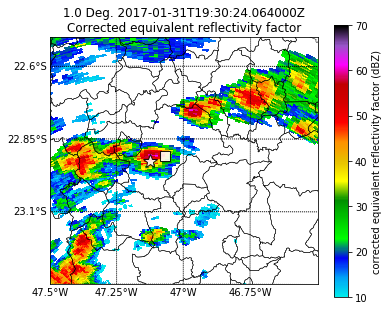 1.0 Deg. 2017-01-31T19:30:24.064000Z
Corrected equivalent reflectivity factor
22.6°S
22.85°S
23.1°S
47.5°W
47.25°W
47°W
46.75°W
70
60
50
40
30
20
10
corrected equivalent reflectivity factor (dBZ)